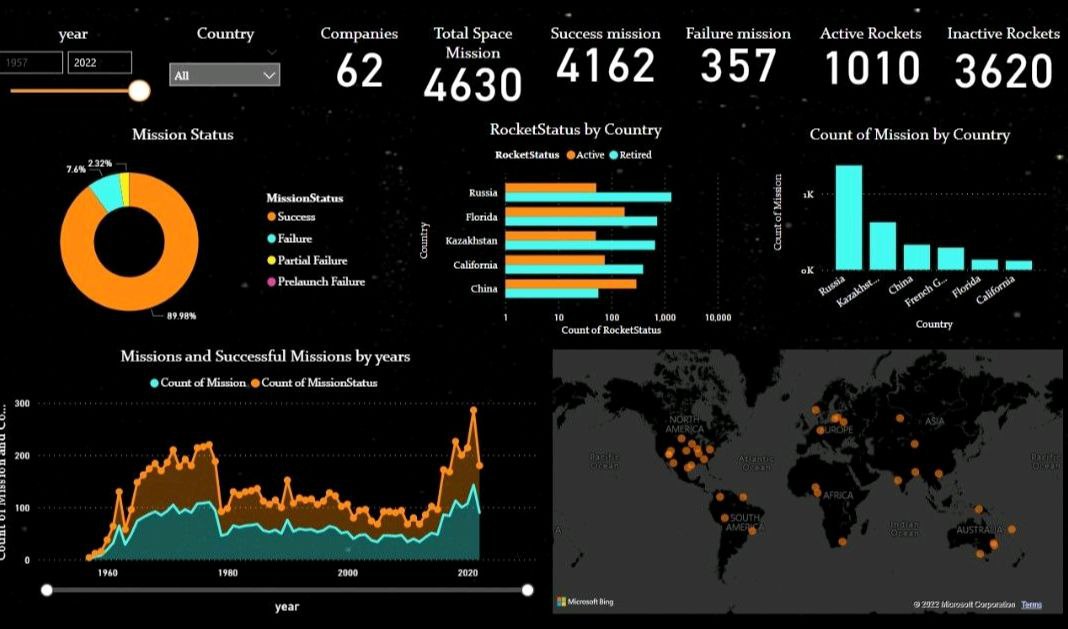 year
1957
2022
Country
All
Companies
62
Total Space
Mission
4630
Success mission
4162
Failure mission
357
Active Rockets
1010
Inactive Rockets
3620
Mission Status
7.6%
2.32%
89.98%
MissionStatus
Success
Failure
Partial Failure
Prelaunch Failure
RocketStatus by Country
RocketStatus Active Retired
Country
Russia
Florida
Kazakhstan
California
China
1 10 100 1,000 10,000
Count of RocketStatus
Count of Mission by Country
Count of Mission
1K
0K
Russia
Kazakhst...
China
French G...
Florida
California
Country
Missions and Successful Missions by years
Count of Mission Count of MissionStatus
Count of Mission and Co...
300
200
100
0
1960 1980 2000 2020
year
NORTH
AMERICA
EUROPE
ASIA
Pacific
Ocean
Atlantic
Ocean
Pacific
Ocean
AFRICA
SOUTH
AMERICA
Indian
Ocean
AUSTRALIA
Microsoft Bing
© 2022 Microsoft Corporation Terms